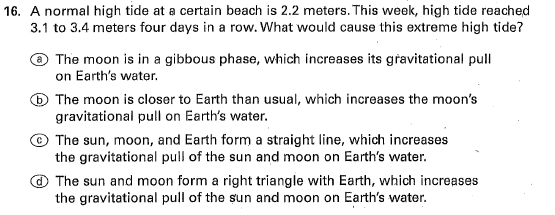 16. A normal high tide at a certain beach is 2.2 meters. This week, high tide reached
3.1 to 3.4 meters four days in a row. What would cause this extreme high tide?
a The moon is in a gibbous phase, which increases its gravitational pull
on Earth's water.
b The moon is closer to Earth than usual, which increases the moon's
gravitational pull on Earth's water.
c The sun, moon, and Earth form a straight line, which increases
the gravitational pull of the sun and moon on Earth's water.
d The sun and moon form a right triangle with Earth, which increases
the gravitational pull of the sun and moon on Earth's water.